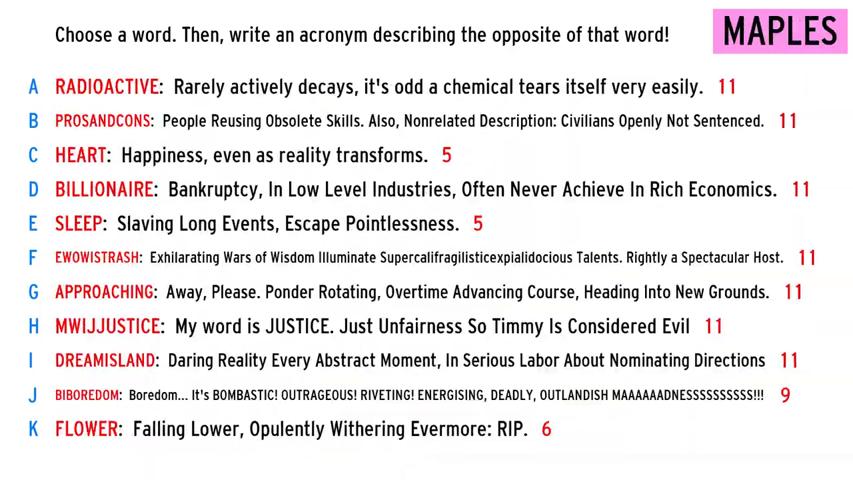 Choose a word. Then, write an acronym describing the opposite of that word!
MAPLES
A RADIOACTIVE: Rarely actively decays, it's odd a chemical tears itself very easily. 11
B PROSANDCONS: People Reusing Obsolete Skills. Also, Nonrelated Description: Civilians Openly Not Sentenced. 11
C HEART: Happiness, even as reality transforms. 5
D BILLIONAIRE: Bankruptcy, In Low Level Industries, Often Never Achieve In Rich Economics. 11
E SLEEP: Slaving Long Events, Escape Pointlessness. 5
F EWOWISTRASH: Exhilarating Wars of Wisdom Illuminate Supercalifragilisticexpialidocious Talents. Rightly a Spectacular Host. 11
G APPROACHING: Away, Please. Ponder Rotating, Overtime Advancing Course, Heading Into New Grounds. 11
H MWIJJUSTICE: My word is JUSTICE. Just Unfairness So Timmy Is Considered Evil 11
I DREAMISLAND: Daring Reality Every Abstract Moment, In Serious Labor About Nominating Directions 11
J BIBOREDOM: Boredom... It's BOMBASTIC! OUTRAGEOUS! RIVETING! ENERGISING, DEADLY, OUTLANDISH MAAAAAADNESSSSSSSSSS!!! 9
K FLOWER: Falling Lower, Opulently Withering Evermore: RIP. 6